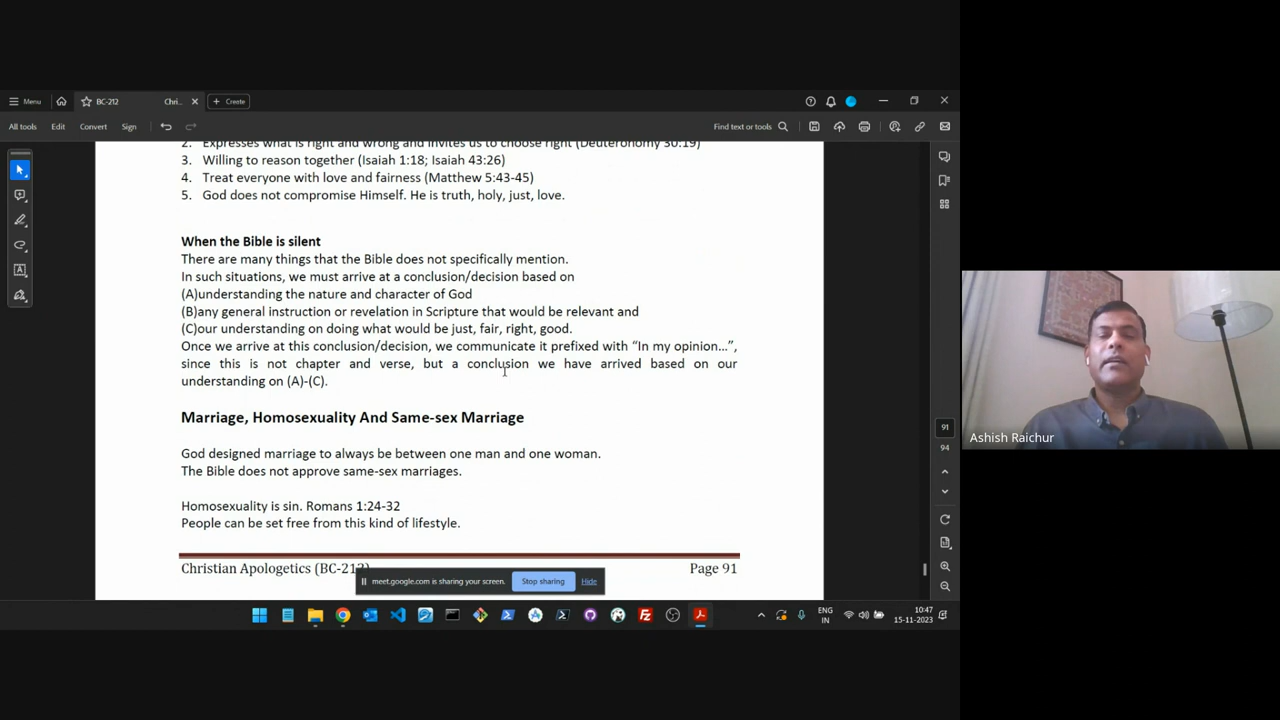 Menu
BC-212
Chri...
Create
All tools
Edit
Convert
Sign
Find text or tools
2. Expresses what is right and wrong and invites us to choose right (Deuteronomy 30:19)
3. Willing to reason together (Isaiah 1:18; Isaiah 43:26)
4. Treat everyone with love and fairness (Matthew 5:43-45)
5. God does not compromise Himself. He is truth, holy, just, love.
When the Bible is silent
There are many things that the Bible does not specifically mention.
In such situations, we must arrive at a conclusion/decision based on
(A)understanding the nature and character of God
(B)any general instruction or revelation in Scripture that would be relevant and
(C)our understanding on doing what would be just, fair, right, good.
Once we arrive at this conclusion/decision, we communicate it prefixed with “In my opinion...”,
since this is not chapter and verse, but a conclusion we have arrived based on our
understanding on (A)-(C).
Marriage, Homosexuality And Same-sex Marriage
God designed marriage to always be between one man and one woman.
The Bible does not approve same-sex marriages.
Homosexuality is sin. Romans 1:24-32
People can be set free from this kind of lifestyle.
Christian Apologetics (BC-212)
Page 91
91
94
meet.google.com is sharing your screen.
Stop sharing
Hide
ENG
IN
10:47
15-11-2023
Ashish Raichur